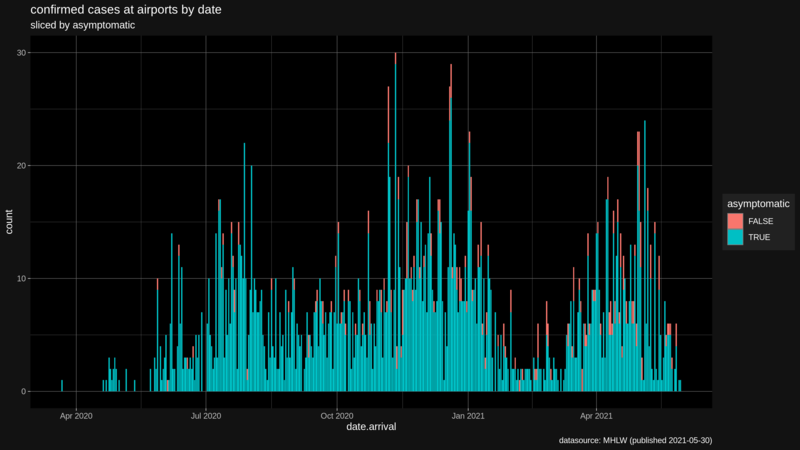 confirmed cases at airports by date
sliced by asymptomatic
30
20
10
0
count
Apr 2020
Jul 2020
Oct 2020
Jan 2021
Apr 2021
date.arrival
asymptomatic
FALSE
TRUE
datasource: MHLW (published 2021-05-30)